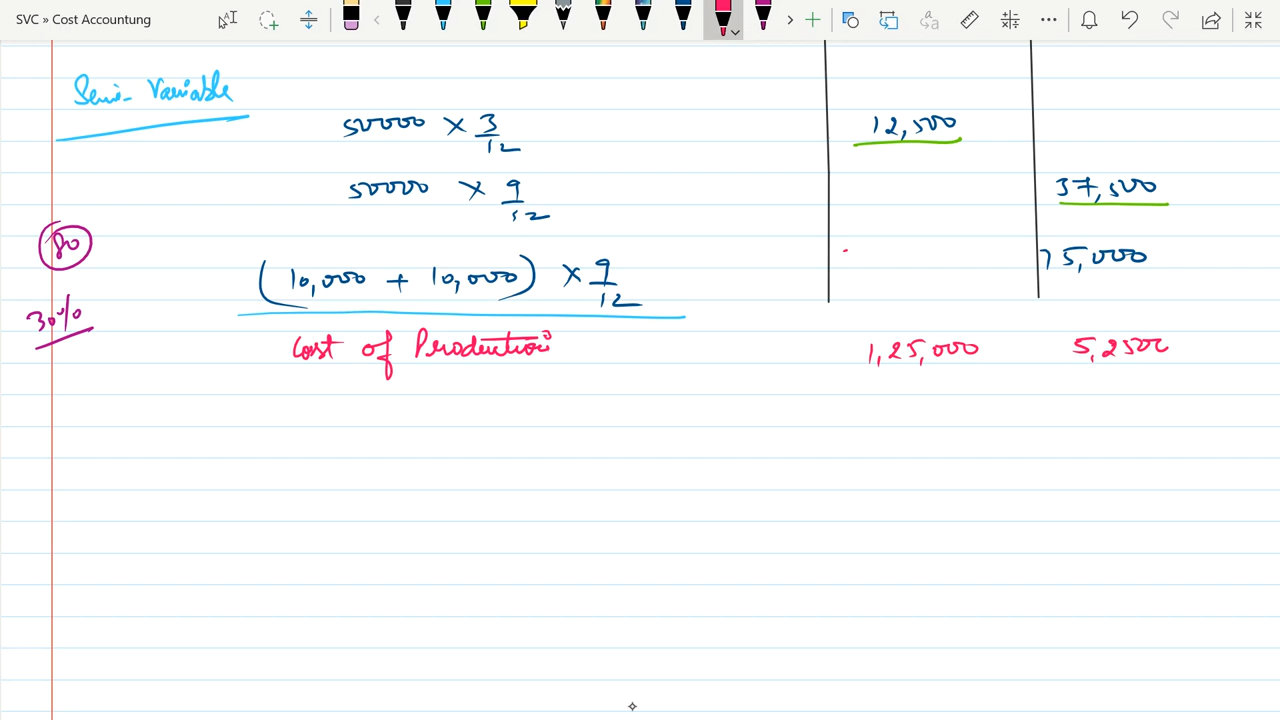 SVC » Cost Accountung
Semi-Variable
50000 × 3/12 12,500
50000 × 9/12 37,500
80
(10,000 + 10,000) × 9/12 15,000
30%
Cost of Production 1,25,000 5,2500